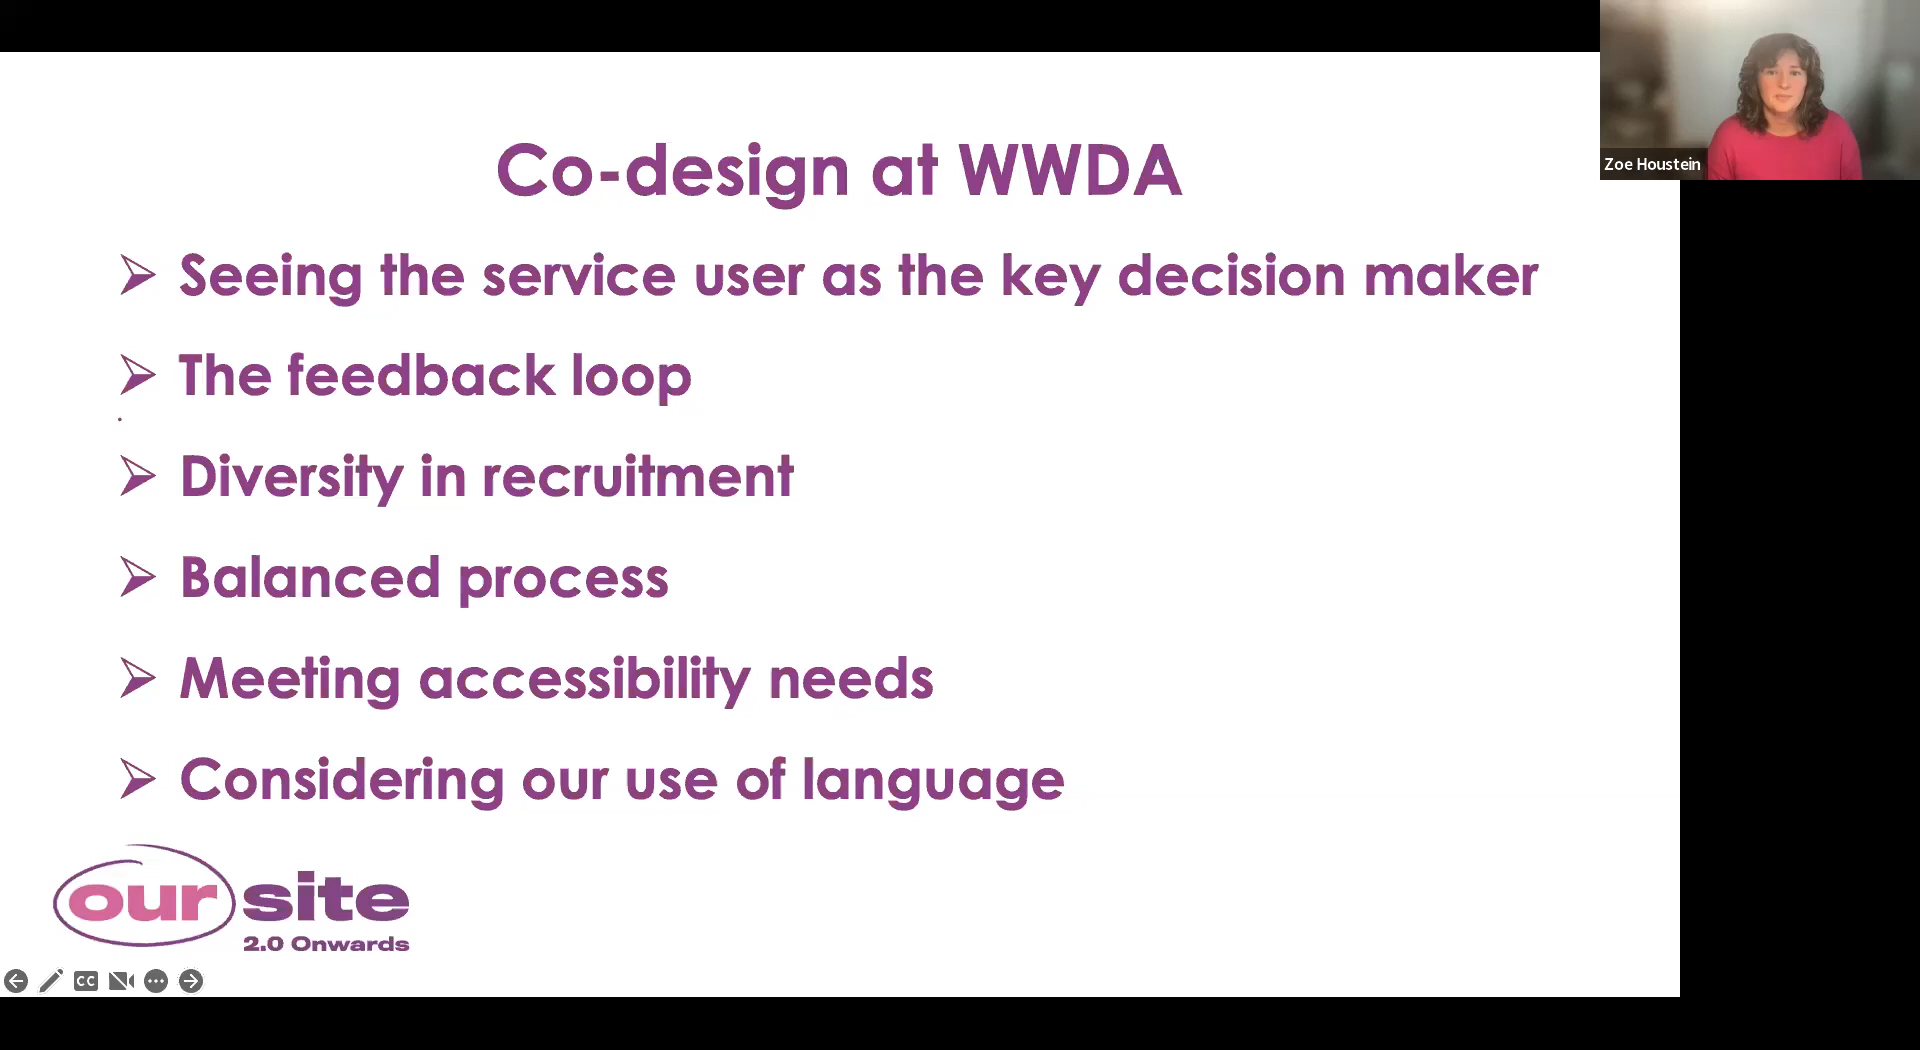 Co-design at WWDA
Zoe Houstein
Seeing the service user as the key decision maker
The feedback loop
Diversity in recruitment
Balanced process
Meeting accessibility needs
Considering our use of language
our site
2.0 Onwards
CC